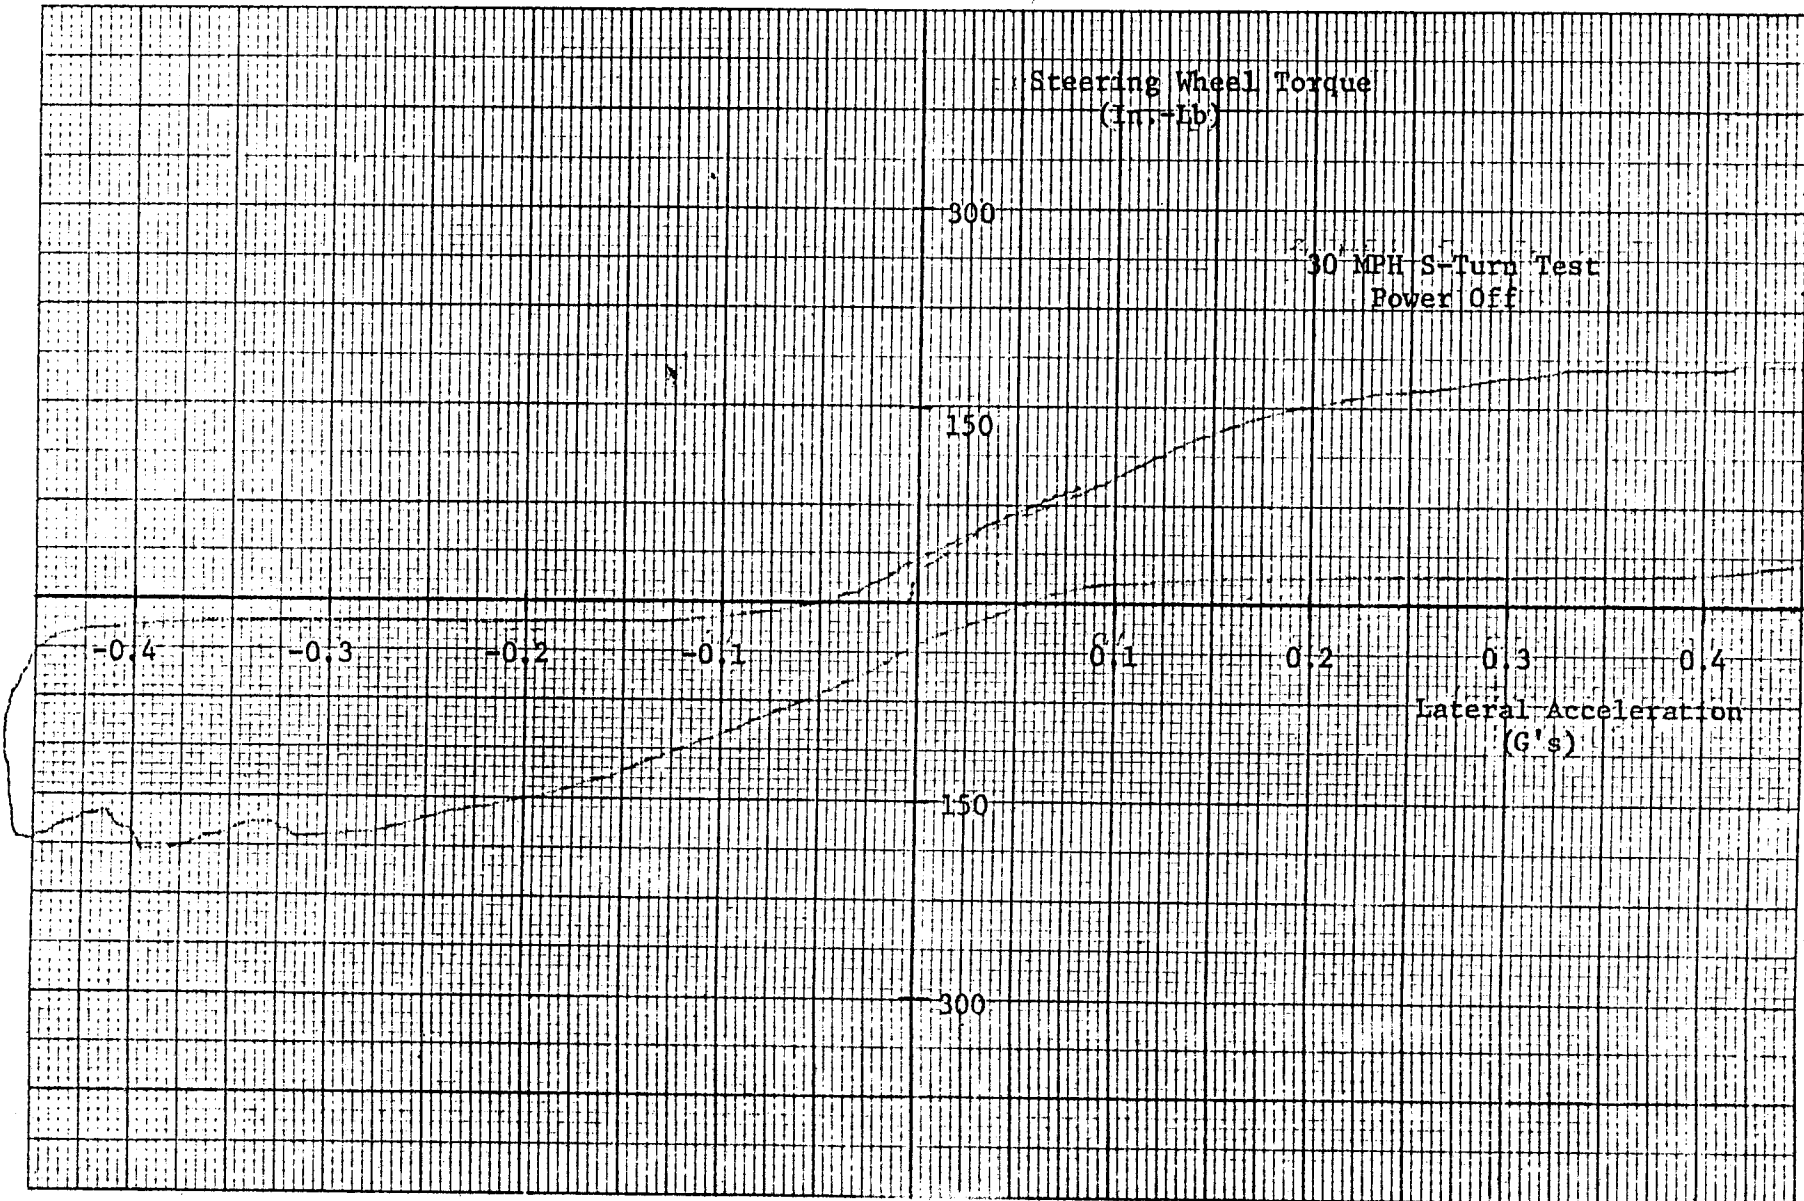 Steering Wheel Torque
(In.-Lb)
300
30 MPH S-Turn Test
Power Off
150
-0.4 -0.3 -0.2 -0.1 0.1 0.2 0.3 0.4
Lateral Acceleration
(G's)
150
300